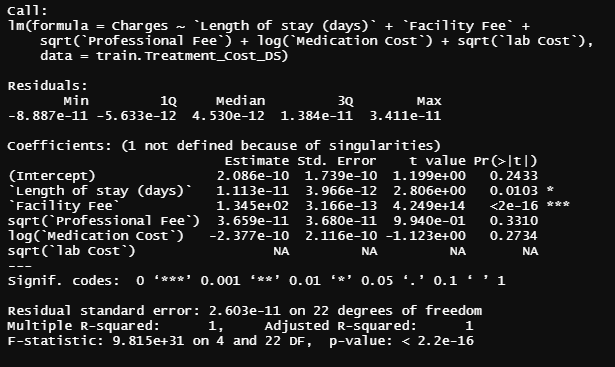 Call:
lm(formula = Charges ~ `Length of stay (days)` + `Facility Fee` +
    sqrt(`Professional Fee`) + log(`Medication Cost`) + sqrt(`lab Cost`),
    data = train.Treatment_Cost_DS)
Residuals:
       Min         1Q     Median         3Q        Max
-8.887e-11 -5.633e-12  4.530e-12  1.384e-11  3.411e-11
Coefficients: (1 not defined because of singularities)
                           Estimate Std. Error    t value Pr(>|t|)
(Intercept)               2.086e-10  1.739e-10  1.199e+00   0.2433
`Length of stay (days)`   1.113e-11  3.966e-12  2.806e+00   0.0103 *
`Facility Fee`            1.345e+02  3.166e-13  4.249e+14   <2e-16 ***
sqrt(`Professional Fee`)  3.659e-11  3.680e-11  9.940e-01   0.3310
log(`Medication Cost`)   -2.377e-10  2.116e-10 -1.123e+00   0.2734
sqrt(`lab Cost`)                 NA         NA         NA       NA
---
Signif. codes:  0 ‘***’ 0.001 ‘**’ 0.01 ‘*’ 0.05 ‘.’ 0.1 ‘ ’ 1
Residual standard error: 2.603e-11 on 22 degrees of freedom
Multiple R-squared:      1,	Adjusted R-squared:      1
F-statistic: 9.815e+31 on 4 and 22 DF,  p-value: < 2.2e-16